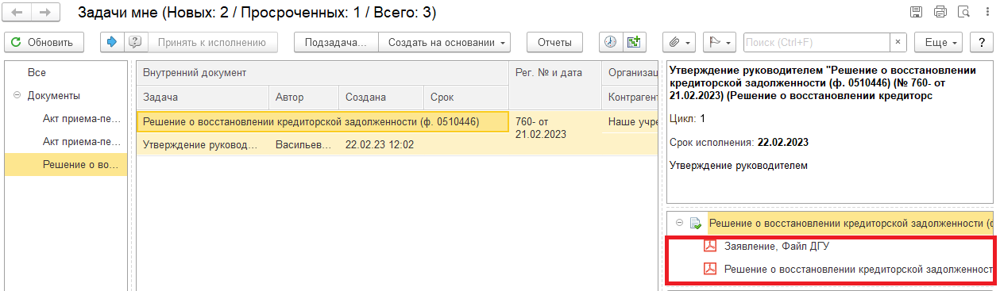 Задачи мне (Новых: 2 / Просроченных: 1 / Всего: 3)
Обновить
Принять к исполнению
Подзадача...
Создать на основании
Отчеты
Поиск (Ctrl+F)
×
Еще
?
Все
Документы
Акт приема-пе...
Акт приема-пе...
Решение о во...
Внутренний документ
Рег. № и дата
Организац
Задача
Автор
Создана
Срок
Контрагент
Решение о восстановлении кредиторской задолженности (ф. 0510446)
760- от
21.02.2023
Наше учре
Утверждение руковод...
Васильев...
22.02.23 12:02
Утверждение руководителем "Решение о восстановлении
кредиторской задолженности (ф. 0510446) (№ 760- от
21.02.2023) (Решение о восстановлении кредиторс
Цикл: 1
Срок исполнения: 22.02.2023
Утверждение руководителем
Решение о восстановлении кредиторской задолженности (ф
Заявление, Файл ДГУ
Решение о восстановлении кредиторской задолженност